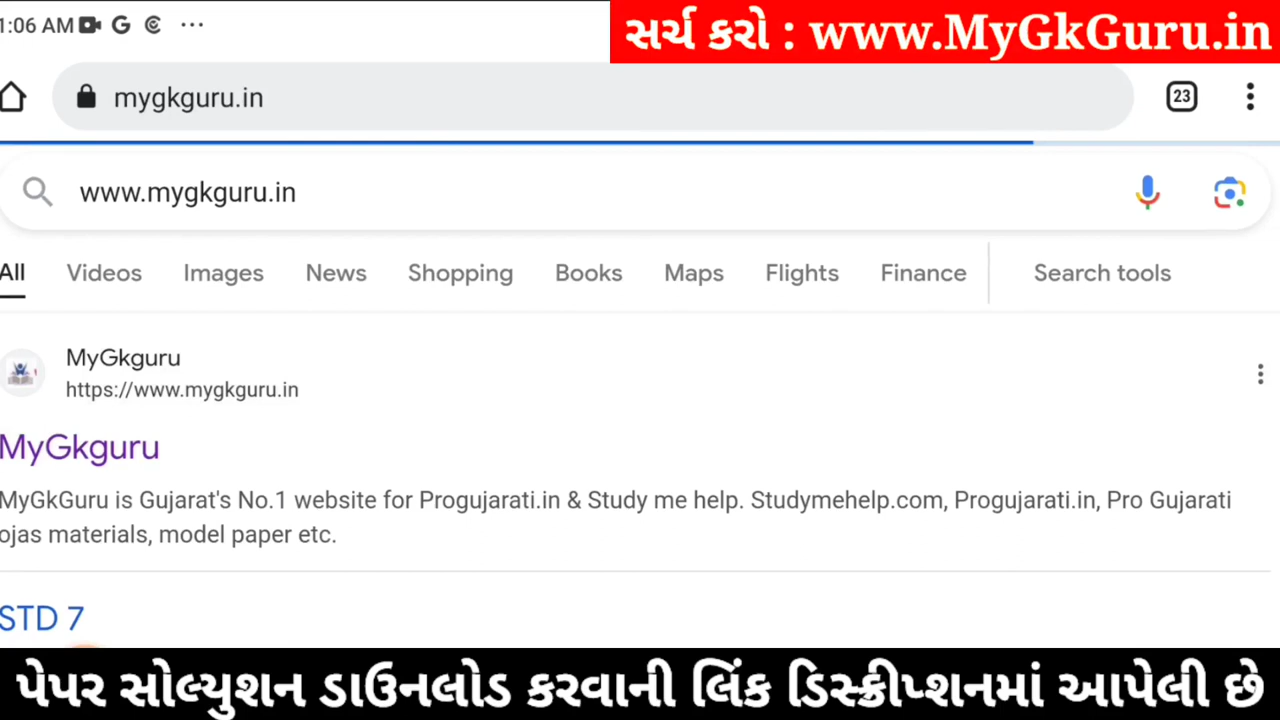 1:06 AM
સર્ચ કરો : www.MyGkGuru.in
mygkguru.in
23
www.mygkguru.in
All Videos Images News Shopping Books Maps Flights Finance Search tools
MyGkguru
https://www.mygkguru.in
MyGkguru
MyGkGuru is Gujarat's No.1 website for Progujarati.in & Study me help. Studymehelp.com, Progujarati.in, Pro Gujarati
ojas materials, model paper etc.
STD 7
પેપર સોલ્યુશન ડાઉનલોડ કરવાની લિંક ડિસ્ક્રીપ્શનમાં આપેલી છે